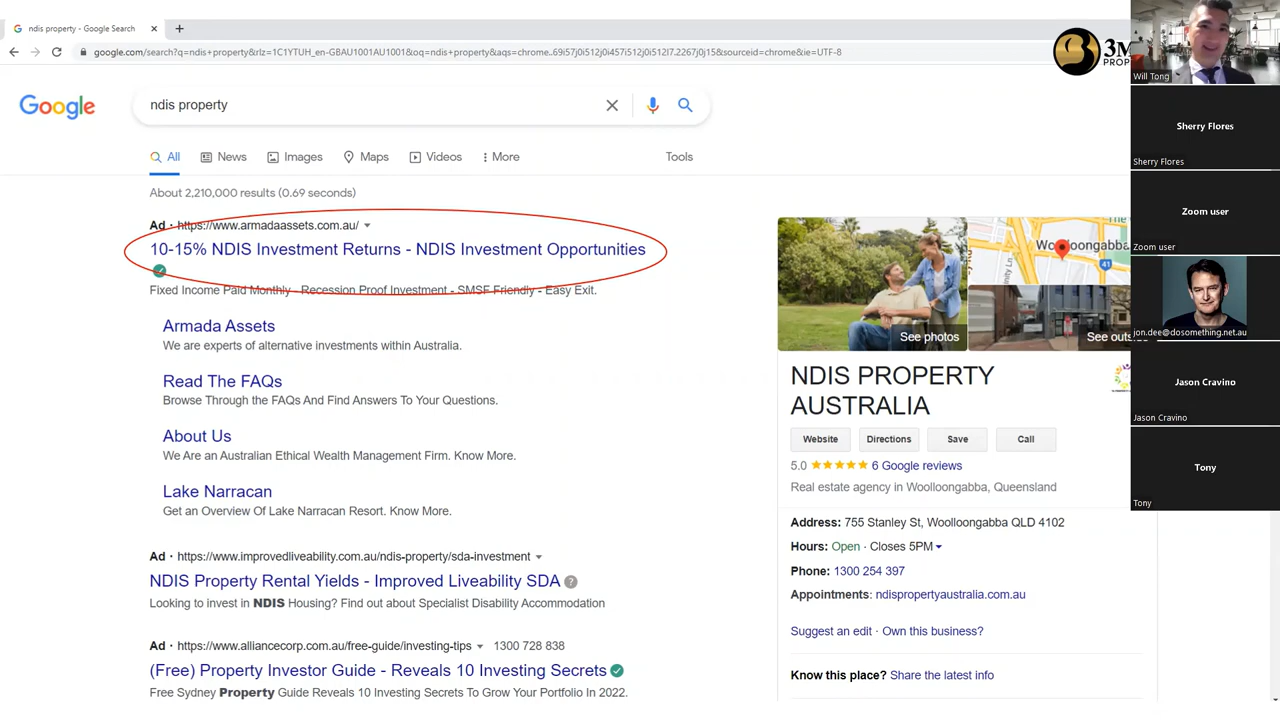 ndis property - Google Search
google.com/search?q=ndis+property&rlz=1C1YTUH_en-GBAU1001AU1001&oq=ndis+property&aqs=chrome..69i57j0i512j0i457i512j0i512l7.2267j0j15&sourceid=chrome&ie=UTF-8
Google
ndis property
All
News
Images
Maps
Videos
More
Tools
About 2,210,000 results (0.69 seconds)
Ad · https://www.armadaassets.com.au/
10-15% NDIS Investment Returns - NDIS Investment Opportunities
Fixed Income Paid Monthly - Recession Proof Investment - SMSF Friendly - Easy Exit.
Armada Assets
We are experts of alternative investments within Australia.
Read The FAQs
Browse Through the FAQs And Find Answers To Your Questions.
About Us
We Are an Australian Ethical Wealth Management Firm. Know More.
Lake Narracan
Get an Overview Of Lake Narracan Resort. Know More.
Ad · https://www.improvedliveability.com.au/ndis-property/sda-investment
NDIS Property Rental Yields - Improved Liveability SDA
Looking to invest in NDIS Housing? Find out about Specialist Disability Accommodation
Ad · https://www.alliancecorp.com.au/free-guide/investing-tips 1300 728 838
(Free) Property Investor Guide - Reveals 10 Investing Secrets
Free Sydney Property Guide Reveals 10 Investing Secrets To Grow Your Portfolio In 2022.
41
See photos
See
NDIS PROPERTY
AUSTRALIA
Website
Directions
Save
Call
5.0 6 Google reviews
Real estate agency in Woolloongabba, Queensland
Address: 755 Stanley St, Woolloongabba QLD 4102
Hours: Open · Closes 5PM
Phone: 1300 254 397
Appointments: ndispropertyaustralia.com.au
Suggest an edit · Own this business?
Know this place? Share the latest info
Will Tong
Sherry Flores
Sherry Flores
Zoom user
Zoom user
jon.dee@dosomething.net.au
Jason Cravino
Jason Cravino
Tony
Tony